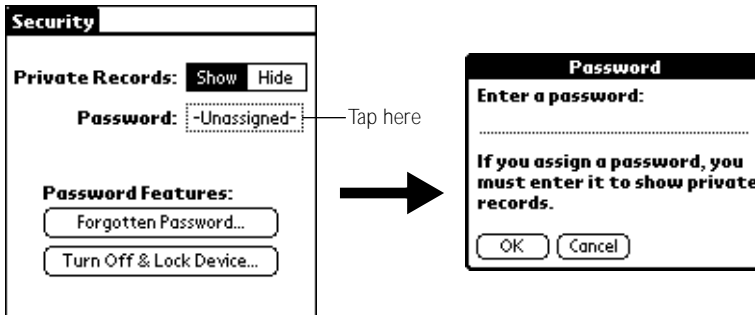 Security
Private Records: Show Hide
Password: -Unassigned-
Tap here
Password Features:
Forgotten Password...
Turn Off & Lock Device...
Password
Enter a password:
If you assign a password, you
must enter it to show private
records.
OK Cancel